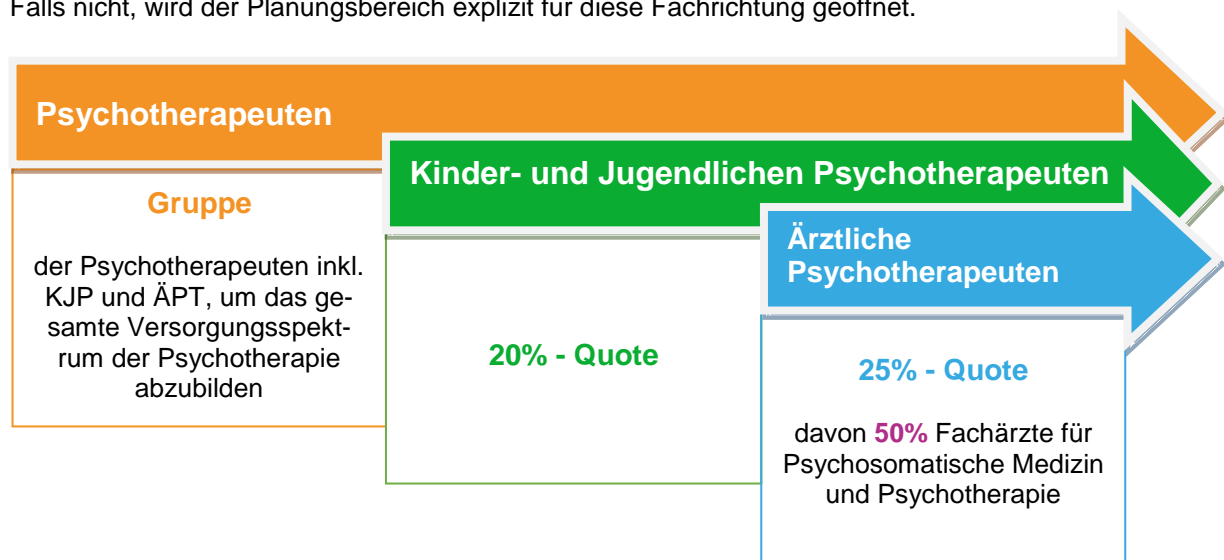 Falls nicht, wird der Planungsbereich explizit für diese Fachrichtung geöffnet.
Psychotherapeuten
Gruppe
der Psychotherapeuten inkl.
KJP und ÄPT, um das ge-
samte Versorgungsspekt-
rum der Psychotherapie
abzubilden
Kinder- und Jugendlichen Psychotherapeuten
20% - Quote
Ärztliche
Psychotherapeuten
25% - Quote
davon 50% Fachärzte für
Psychosomatische Medizin
und Psychotherapie